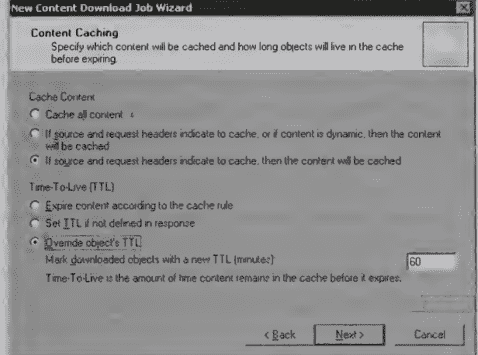 New Content Download Job Wizard
Content Caching
Specify which content will be cached and how long objects will live in the cache
before expiring.
Cache Content
Cache all content
If source and request headers indicate to cache, or if content is dynamic, then the content
will be cached
If source and request headers indicate to cache, then the content will be cached
Time-To-Live (TTL)
Expire content according to the cache rule
Set TTL if not defined in response
Override object's TTL
Mark downloaded objects with a new TTL (minutes)
60
Time-To-Live is the amount of time content remains in the cache before it expires.
< Back
Next >
Cancel